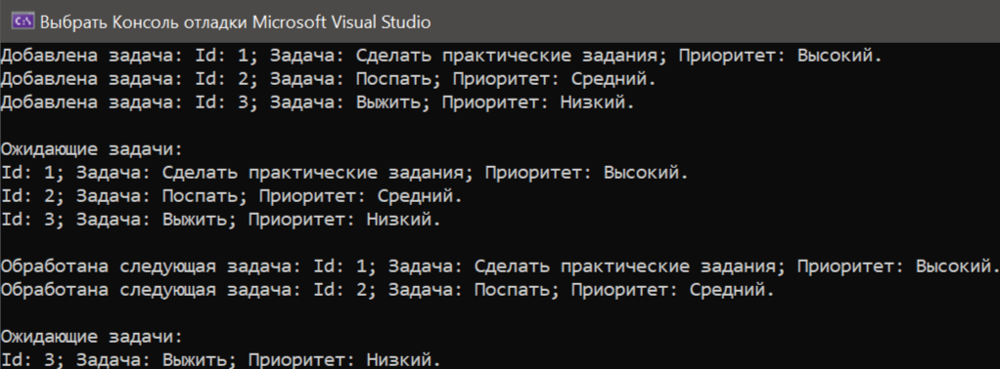 Выбрать Консоль отладки Microsoft Visual Studio
Добавлена задача: Id: 1; Задача: Сделать практические задания; Приоритет: Высокий.
Добавлена задача: Id: 2; Задача: Поспать; Приоритет: Средний.
Добавлена задача: Id: 3; Задача: Выжить; Приоритет: Низкий.
Ожидающие задачи:
Id: 1; Задача: Сделать практические задания; Приоритет: Высокий.
Id: 2; Задача: Поспать; Приоритет: Средний.
Id: 3; Задача: Выжить; Приоритет: Низкий.
Обработана следующая задача: Id: 1; Задача: Сделать практические задания; Приоритет: Высокий.
Обработана следующая задача: Id: 2; Задача: Поспать; Приоритет: Средний.
Ожидающие задачи:
Id: 3; Задача: Выжить; Приоритет: Низкий.